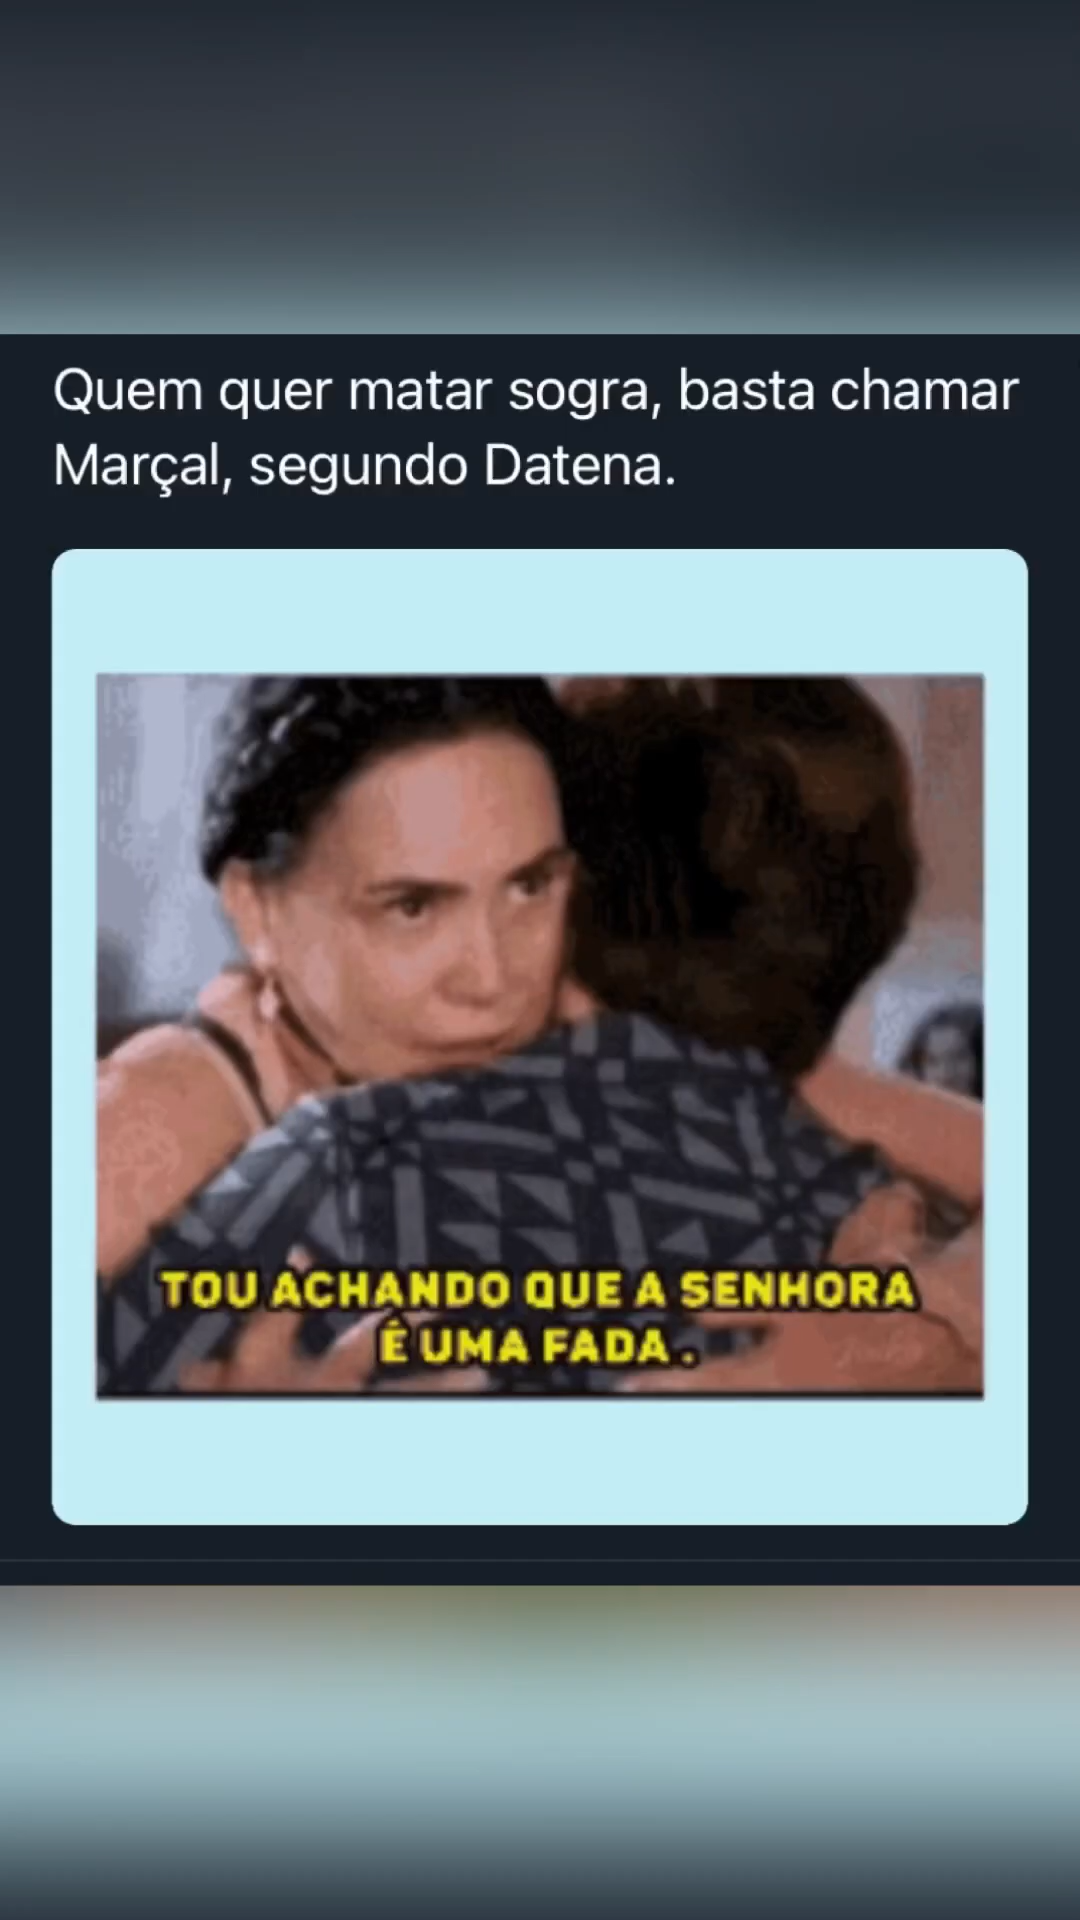 Quem quer matar sogra, basta chamar
Marçal, segundo Datena.
TOU ACHANDO QUE A SENHORA
É UMA FADA .